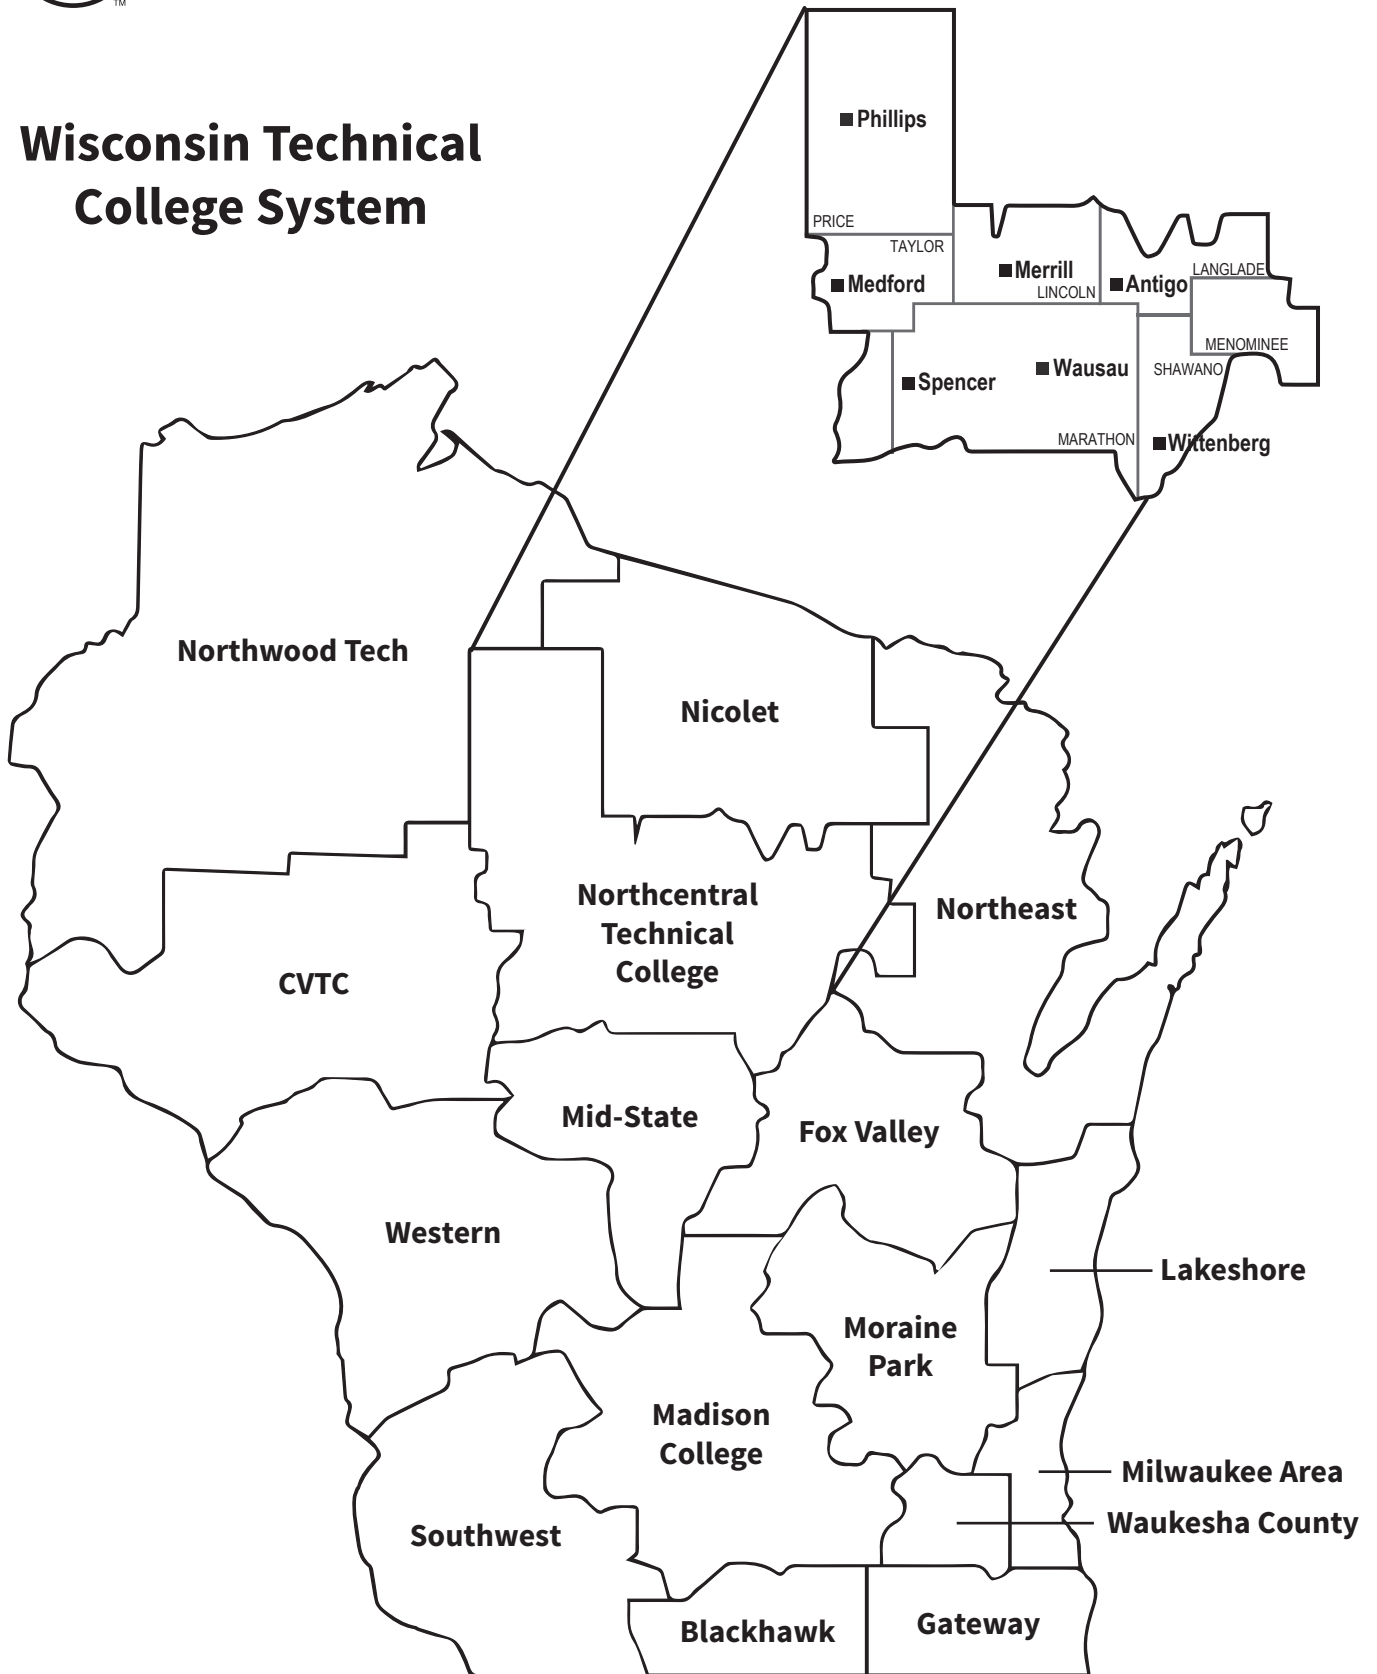 TM
Wisconsin Technical
College System
Phillips
PRICE
TAYLOR
Medford
Merrill
LINCOLN
Antigo
LANGLADE
MENOMINEE
SHAWANO
Spencer
Wausau
MARATHON
Wittenberg
Northwood Tech
Nicolet
Northcentral
Technical
College
Northeast
CVTC
Mid-State
Fox Valley
Western
Lakeshore
Moraine
Park
Madison
College
Milwaukee Area
Waukesha County
Southwest
Blackhawk
Gateway